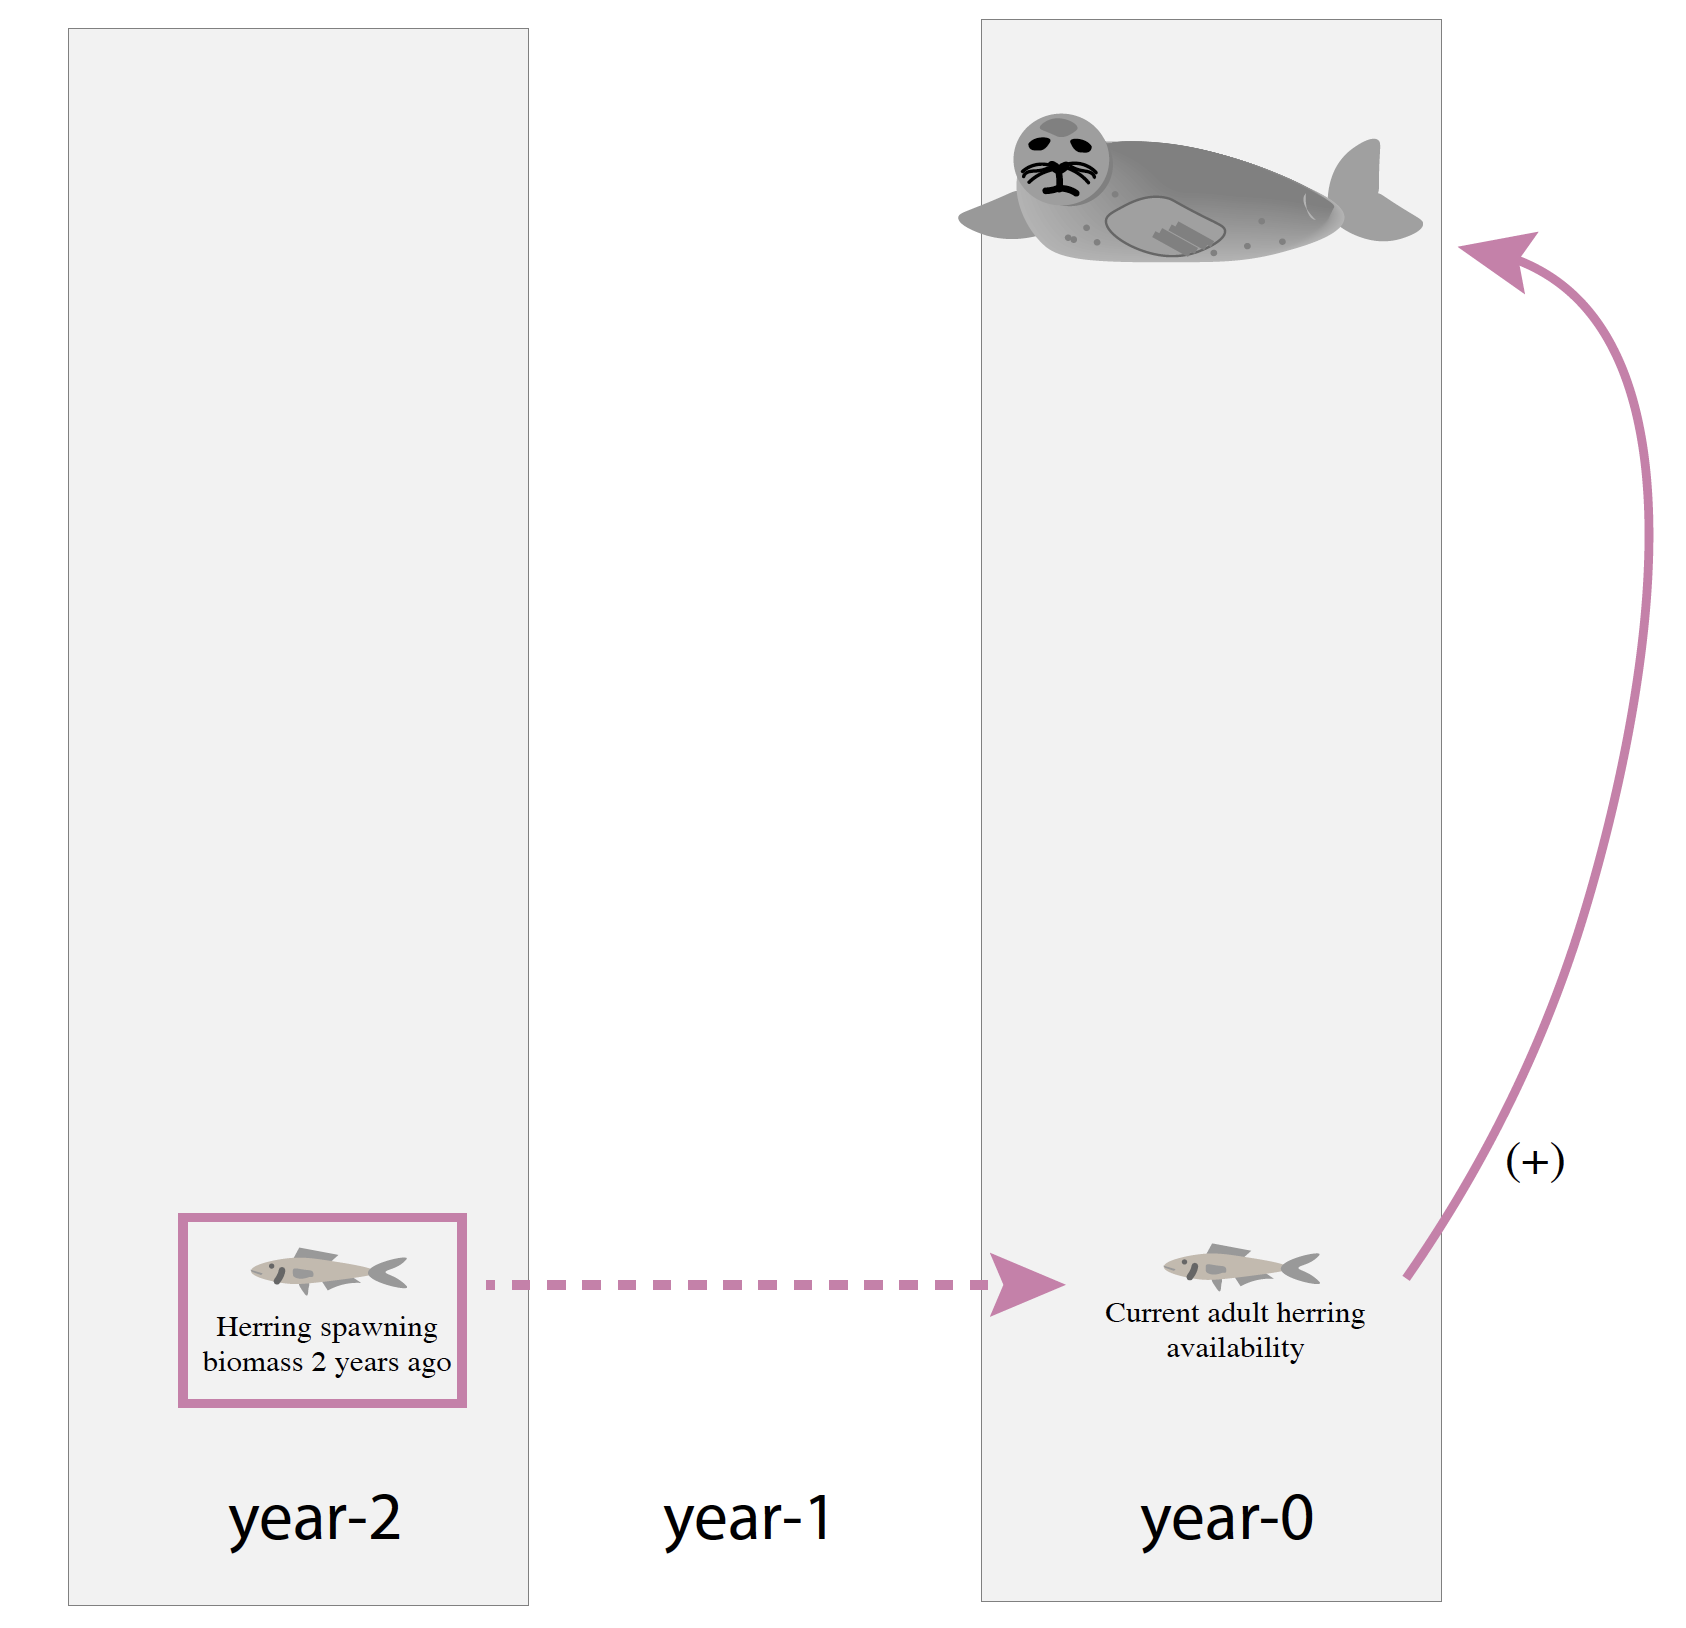 Herring spawning
biomass 2 years ago
Current adult herring
availability
(+)
year-2
year-1
year-0